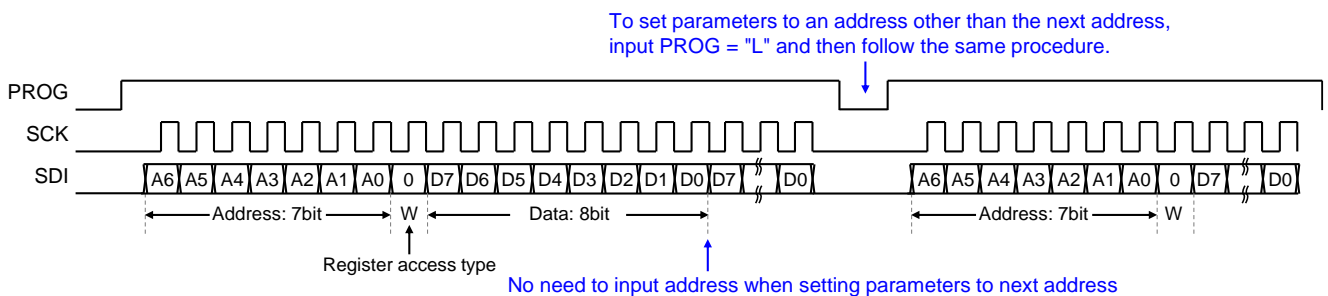 To set parameters to an address other than the next address,
input PROG = "L" and then follow the same procedure.
PROG
SCK
SDI
A6 A5 A4 A3 A2 A1 A0 0 D7 D6 D5 D4 D3 D2 D1 D0 D7 D0 A6 A5 A4 A3 A2 A1 A0 0 D7 D0
Address: 7bit W Data: 8bit Address: 7bit W
Register access type
No need to input address when setting parameters to next address